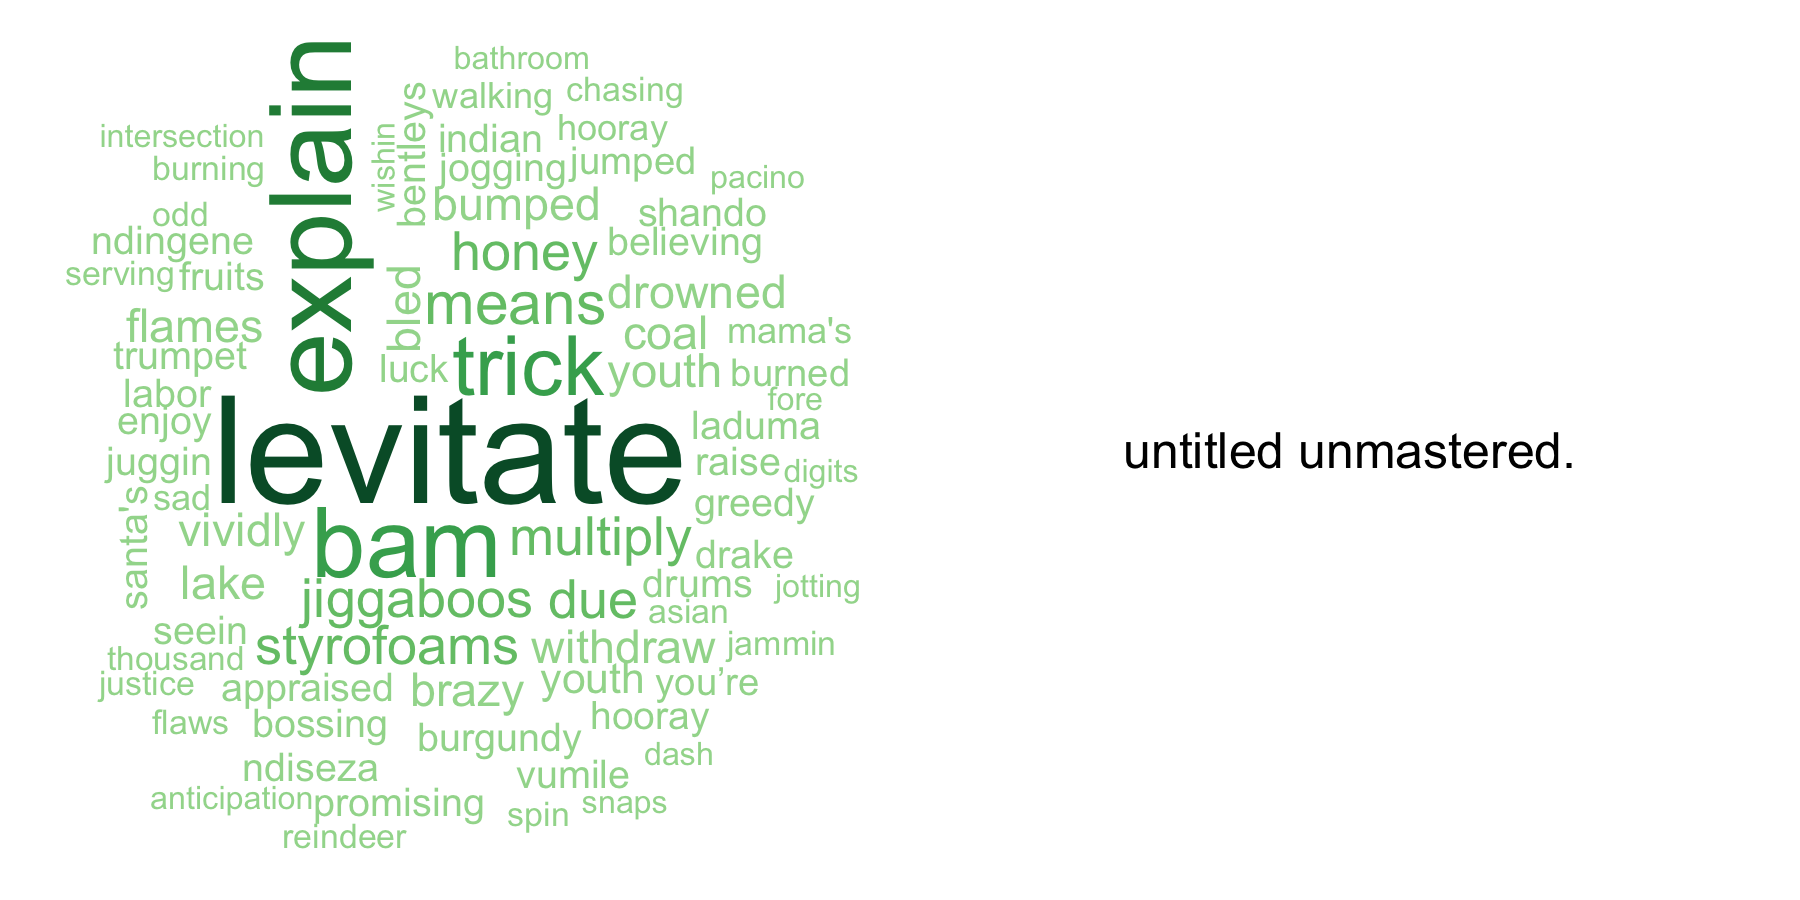 bathroom
walking chasing
intersection explain wishin bentleys indian hooray
burning jogging jumped pacino
odd bumped shando
ndingene honey believing
serving fruits bled means drowned
flames coal mama's
trumpet luck trick youth burned
labor fore
enjoy levitate laduma
juggin raise digits
santa's sad greedy
vividly bam multiply drake
lake jiggaboos due drums jotting
asian
seein styrofoams withdraw jammin
thousand
justice appraised brazy youth you’re
flaws bossing burgundy hooray
dash
ndiseza vumile
anticipation promising spin snaps
reindeer
untitled unmastered.